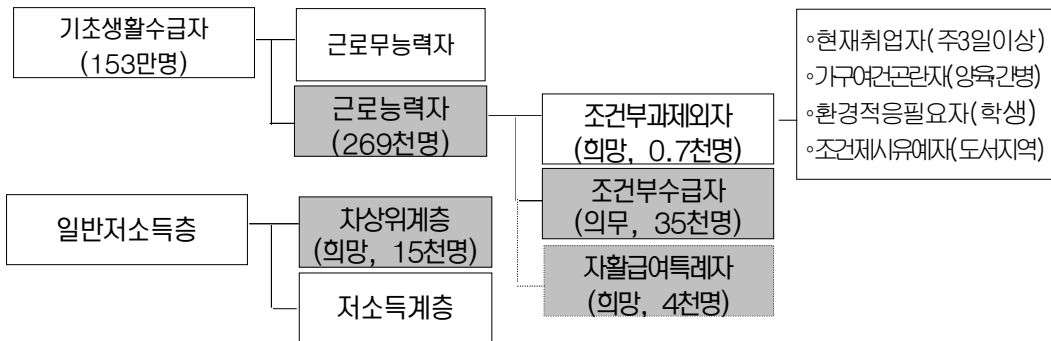 기초생활수급자
(153만명)
근로무능력자
근로능력자
(269천명)
조건부과제외자
(희망, 0.7천명)
◦현재취업자(주3일이상)
◦가구여건곤란자(양육·간병)
◦환경적응필요자(학생)
◦조건제시유예자(도서지역)
조건부수급자
(의무, 35천명)
자활급여특례자
(희망, 4천명)
일반저소득층
차상위계층
(희망, 15천명)
저소득계층